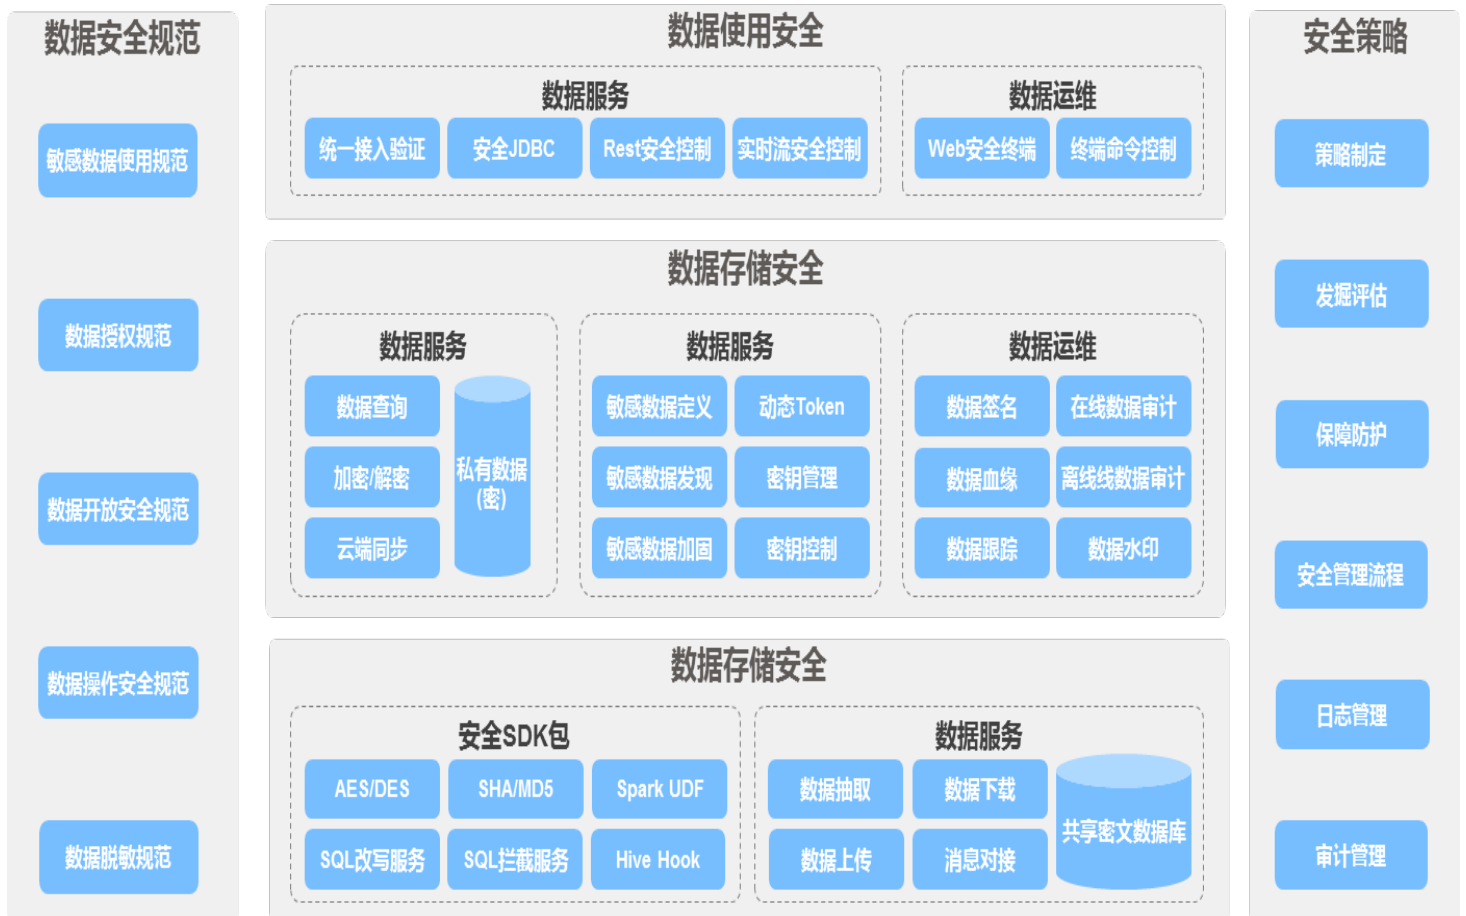 数据安全规范
敏感数据使用规范
数据授权规范
数据开放安全规范
数据操作安全规范
数据脱敏规范
数据使用安全
数据服务
统一接入验证
安全JDBC
Rest安全控制
实时流安全控制
数据运维
Web安全终端
终端命令控制
数据存储安全
数据服务
数据查询
加密/解密
云端同步
私有数据
(密)
数据服务
敏感数据定义
动态Token
敏感数据发现
密钥管理
敏感数据加固
密钥控制
数据运维
数据签名
在线数据审计
数据血缘
离线线数据审计
数据跟踪
数据水印
数据存储安全
安全SDK包
AES/DES
SHA/MD5
Spark UDF
SQL改写服务
SQL拦截服务
Hive Hook
数据服务
数据抽取
数据下载
数据上传
消息对接
共享密文数据库
安全策略
策略制定
发掘评估
保障防护
安全管理流程
日志管理
审计管理